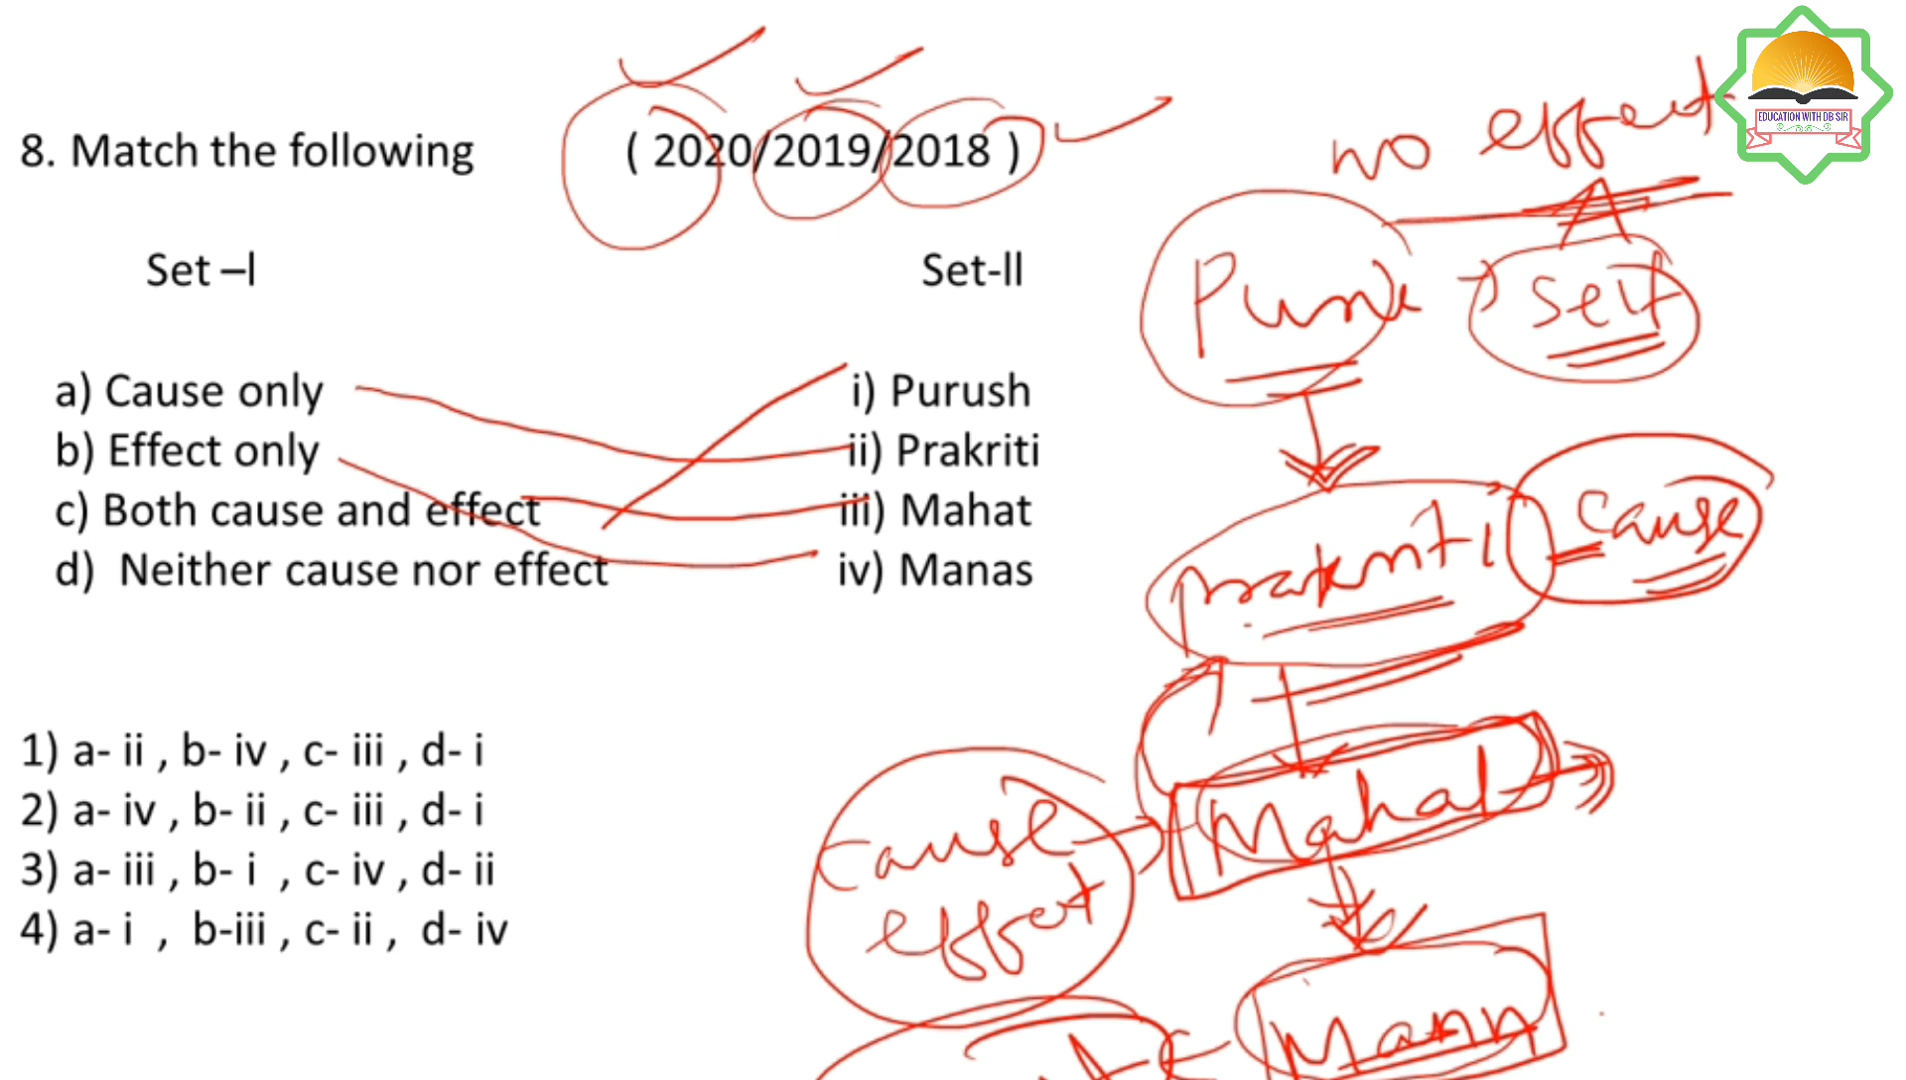 8. Match the following ( 2020/2019/2018 )
Set –I Set-II
a) Cause only i) Purush
b) Effect only ii) Prakriti
c) Both cause and effect iii) Mahat
d) Neither cause nor effect iv) Manas
1) a- ii , b- iv , c- iii , d- i
2) a- iv , b- ii , c- iii , d- i
3) a- iii , b- i , c- iv , d- ii
4) a- i , b-iii , c- ii , d- iv
no effect
self
prakriti cause
Mahat
cause
effect
Mann
EDUCATION WITH DB SIR